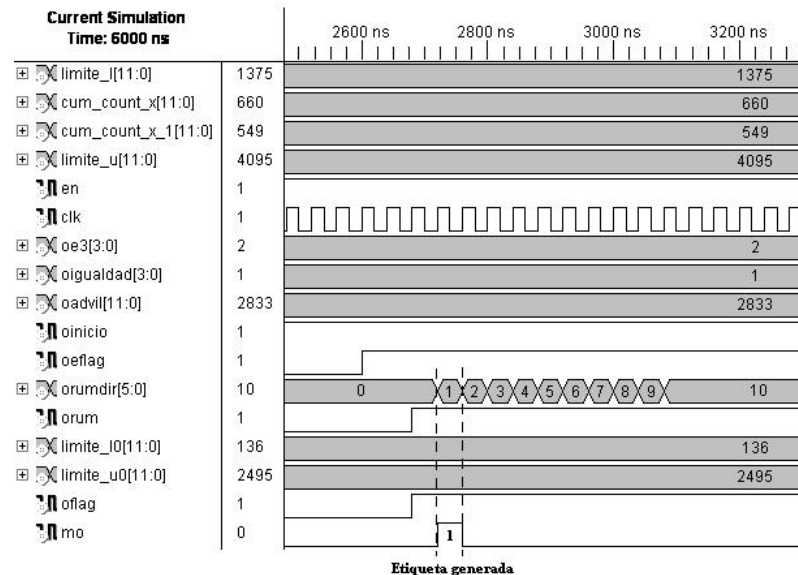 Current Simulation
Time: 6000 ns
2600 ns 2800 ns 3000 ns 3200 ns
limite_l[11:0] 1375 1375
cum_count_x[11:0] 660 660
cum_count_x_1[11:0] 549 549
limite_u[11:0] 4095 4095
en 1
clk 1
oe3[3:0] 2 2
oigualdad[3:0] 1 1
oadvil[11:0] 2833 2833
oinicio 1
oeflag 1
orumdir[5:0] 10 0 1 2 3 4 5 6 7 8 9 10
orum 1
limite_l0[11:0] 136 136
limite_u0[11:0] 2495 2495
oflag 1
mo 0 1
Etiqueta generada